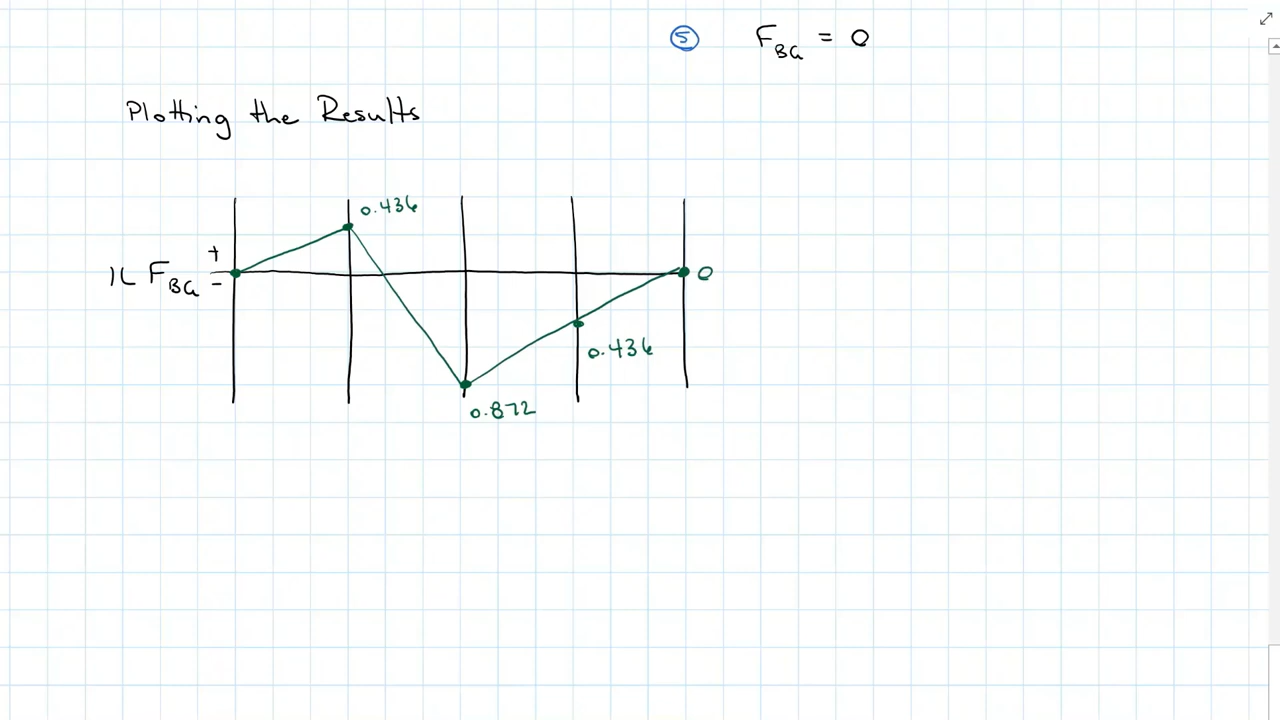 ⑤ F_BG = 0
Plotting the Results
0.436
+
IL F_BG
-
0
0.436
0.872